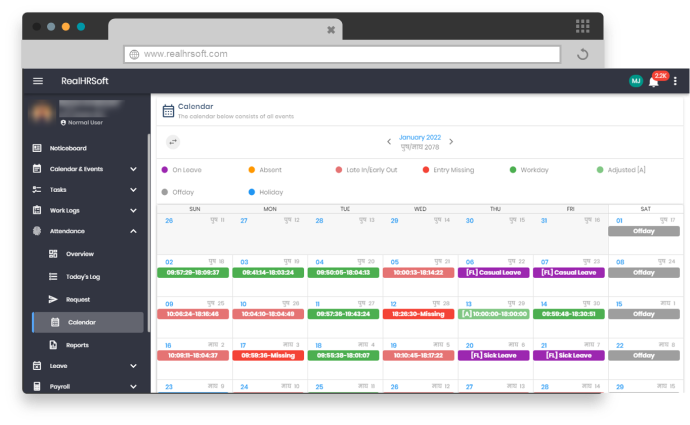 www.realhrsoft.com
RealHRSoft
MJ
2.2K
Normal User
Noticeboard
Calendar & Events
Tasks
Work Logs
Attendance
Overview
Today's Log
Request
Calendar
Reports
Leave
Payroll
Calendar
The calendar below consists of all events
January 2022
पुष/माघ 2078
On Leave
Absent
Late In/Early Out
Entry Missing
Workday
Adjusted [A]
Offday
Holiday
SUN MON TUE WED THU FRI SAT
26 पुष 11 27 पुष 12 28 पुष 13 29 पुष 14 30 पुष 15 31 पुष 16 01 पुष 17
Offday
02 पुष 18 03 पुष 19 04 पुष 20 05 पुष 21 06 पुष 22 07 पुष 23 08 पुष 24
09:57:29-18:09:37 09:41:14-18:03:24 09:50:05-18:04:13 10:00:13-18:14:22 [FL] Casual Leave [FL] Casual Leave Offday
09 पुष 25 10 पुष 26 11 पुष 27 12 पुष 28 13 पुष 29 14 पुष 30 15 माघ 1
10:06:24-18:16:46 10:04:10-18:04:49 09:57:38-19:43:24 18:26:30-Missing [A] 10:00:00-18:00:00 09:59:48-18:30:51 Offday
16 माघ 2 17 माघ 3 18 माघ 4 19 माघ 5 20 माघ 6 21 माघ 7 22 माघ 8
10:06:11-18:04:37 09:59:36-Missing 09:55:38-18:01:07 10:10:45-18:17:22 [FL] Sick Leave [FL] Sick Leave Offday
23 माघ 9 24 माघ 10 25 माघ 11 26 माघ 12 27 माघ 13 28 माघ 14 29 माघ 15